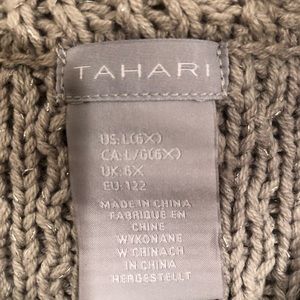 TAHARI
US: L(6X)
CA: L/G(6X)
UK: 6X
EU: 122
MADE IN CHINA
FABRIQUÉ EN
CHINE
WYKONANE
W CHINACH
IN CHINA
HERGESTELLT